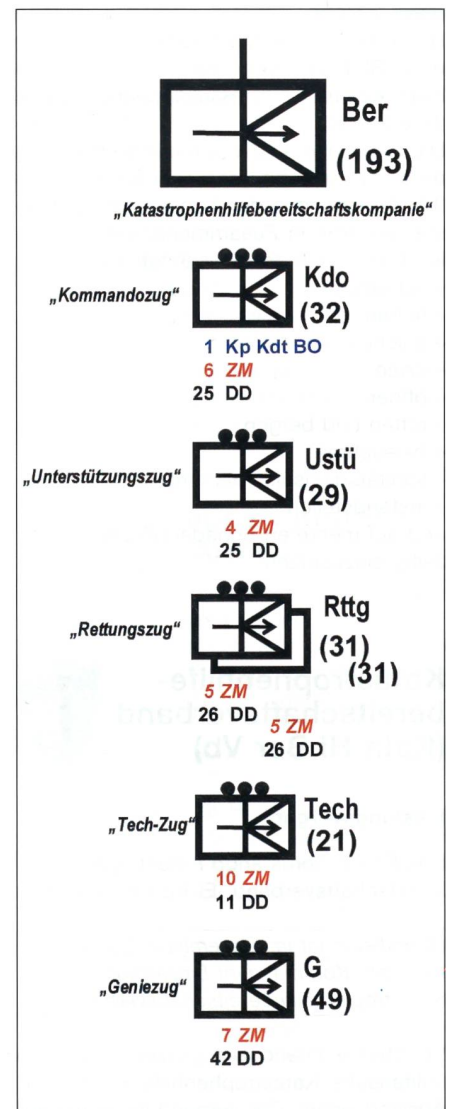 Ber
(193)
„Katastrophenhilfebereitschaftskompanie“
„Kommandozug“
Kdo
(32)
1 Kp Kdt BO
6 ZM
25 DD
„Unterstützungszug“
Ustü
(29)
4 ZM
25 DD
„Rettungszug“
Rttg
(31)
(31)
5 ZM
26 DD
5 ZM
26 DD
„Tech-Zug“
Tech
(21)
10 ZM
11 DD
„Geniezug“
G
(49)
7 ZM
42 DD